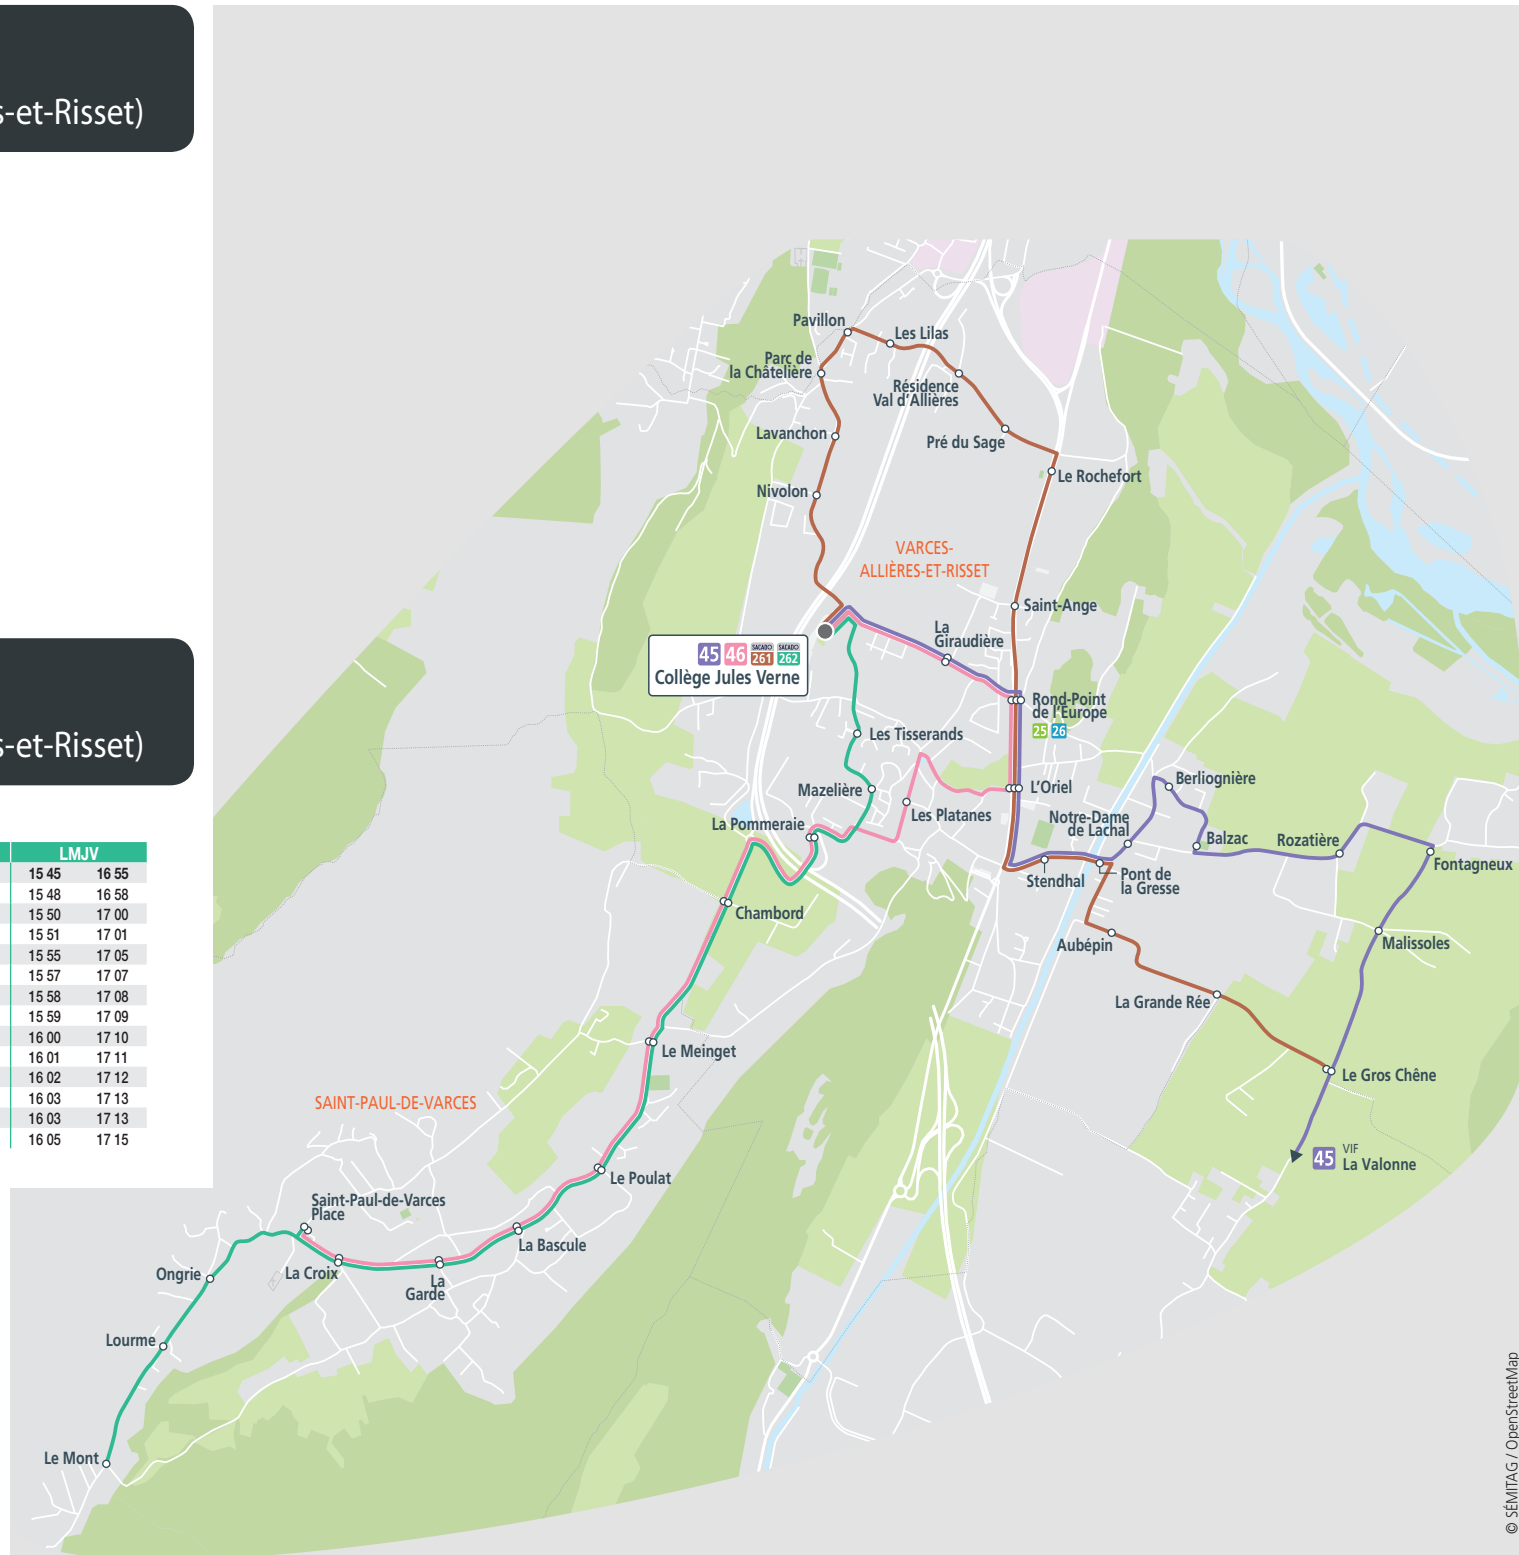 s-et-Risset)
s-et-Risset)
LMJV
15 45 16 55
15 48 16 58
15 50 17 00
15 51 17 01
15 55 17 05
15 57 17 07
15 58 17 08
15 59 17 09
16 00 17 10
16 01 17 11
16 02 17 12
16 03 17 13
16 03 17 13
16 05 17 15
Pavillon
Les Lilas
Parc de
la Châtelière
Résidence
Val d'Allières
Lavanchon
Pré du Sage
Le Rochefort
Nivolon
VARCES-
ALLIÈRES-ET-RISSET
Saint-Ange
La
Giraudière
45 46 SACADO 261 SACADO 262
Collège Jules Verne
Rond-Point
de l'Europe
25 26
Les Tisserands
Mazelière
L'Oriel
Berliognière
Les Platanes
La Pommeraie
Notre-Dame
de Lachal
Balzac
Rozatière
Fontagneux
Stendhal
Pont de
la Gresse
Chambord
Aubépin
Malissoles
La Grande Rée
Le Meinget
Le Gros Chêne
SAINT-PAUL-DE-VARCES
45 VIF
La Valonne
Le Poulat
Saint-Paul-de-Varces
Place
La Bascule
Ongrie
La Croix
La
Garde
Lourme
Le Mont
© SÉMITAG / OpenStreetMap